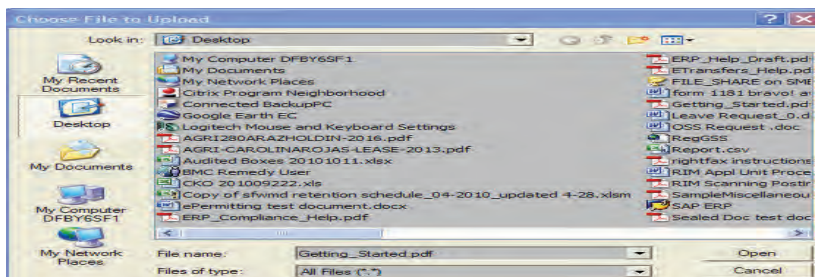 Choose File to Upload
Look in: Desktop
My Recent Documents
Desktop
My Documents
My Computer DFBY6SF1
My Network Places
My Computer DFBY6SF1
My Documents
My Network Places
Citrix Program Neighborhood
Connected BackupPC
Google Earth EC
Logitech Mouse and Keyboard Settings
AGRI280ARAZHOLDIN-2016.pdf
AGRI-CAROLINAROJAS-LEASE-2013.pdf
Audited Boxes 20101011.xlsx
BMC Remedy User
CKO 201009222.xls
Copy of sfwmd retention schedule_04-2010_updated 4-28.xlsm
ePermitting test document.docx
ERP_Compliance_Help.pdf
ERP_Help_Draft.pd
ETransfers_Help.pd
FILE_SHARE on
form 1181 bravo!
Getting_Started.pd
Leave Request_0.d
OSS Request .doc
RegGSS
Report.csv
rightfax instructions
RIM Appl Unit Proce
RIM Scanning Postir
SampleMiscellaneou
SAP ERP
Sealed Doc test doc
File name: Getting_Started.pdf
Open
Files of type: All Files (*.*)
Cancel